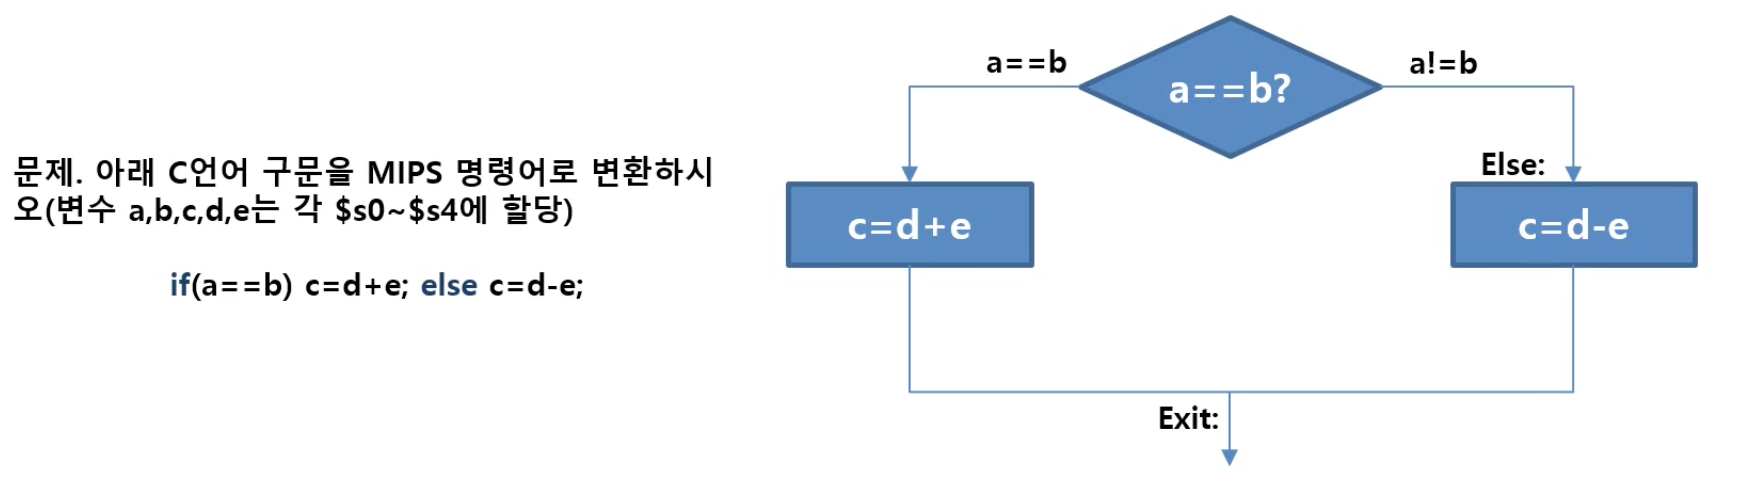 문제. 아래 C언어 구문을 MIPS 명령어로 변환하시
오(변수 a,b,c,d,e는 각 $s0~$s4에 할당)
if(a==b) c=d+e; else c=d-e;
a==b
a==b?
a!=b
Else:
c=d+e
c=d-e
Exit: